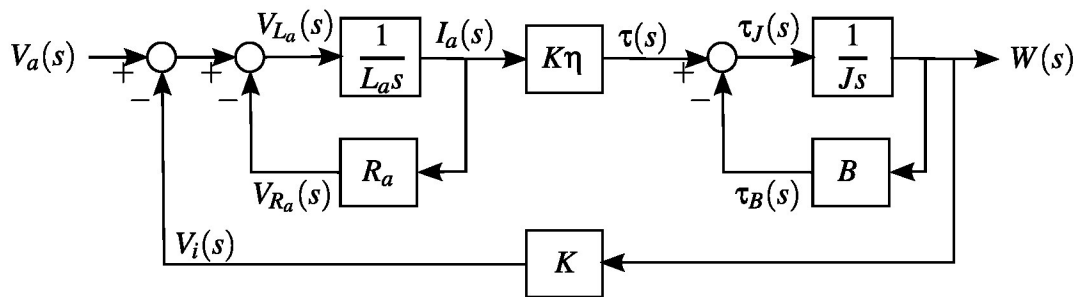 V_{L_a}(s)
I_a(s)
τ(s)
τ_J(s)
V_a(s)
+
+
1
L_a s
Kη
+
1
Js
W(s)
−
−
−
R_a
B
V_{R_a}(s)
τ_B(s)
V_i(s)
K